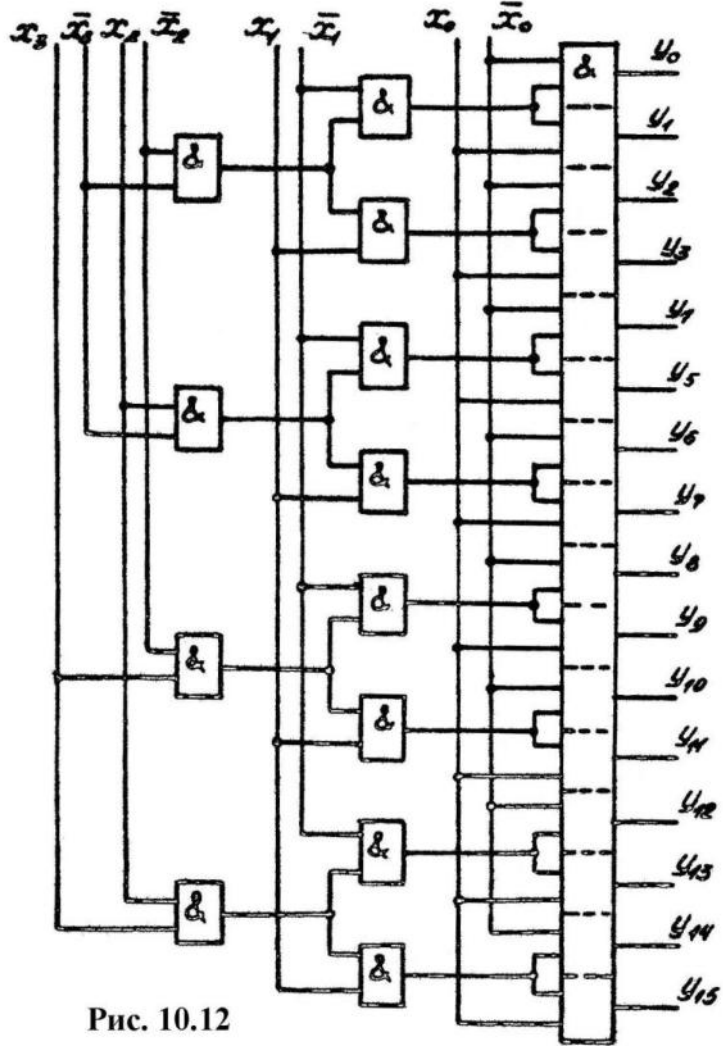 x₃ x̄₃ x₂ x̄₂ x₁ x̄₁ x₀ x̄₀
& y₀
& y₁
& y₂
& y₃
& y₁
& y₅
& y₆
& y₇
& y₈
& y₉
& y₁₀
& y₁₁
& y₁₂
y₁₃
y₁₄
y₁₅
Рис. 10.12